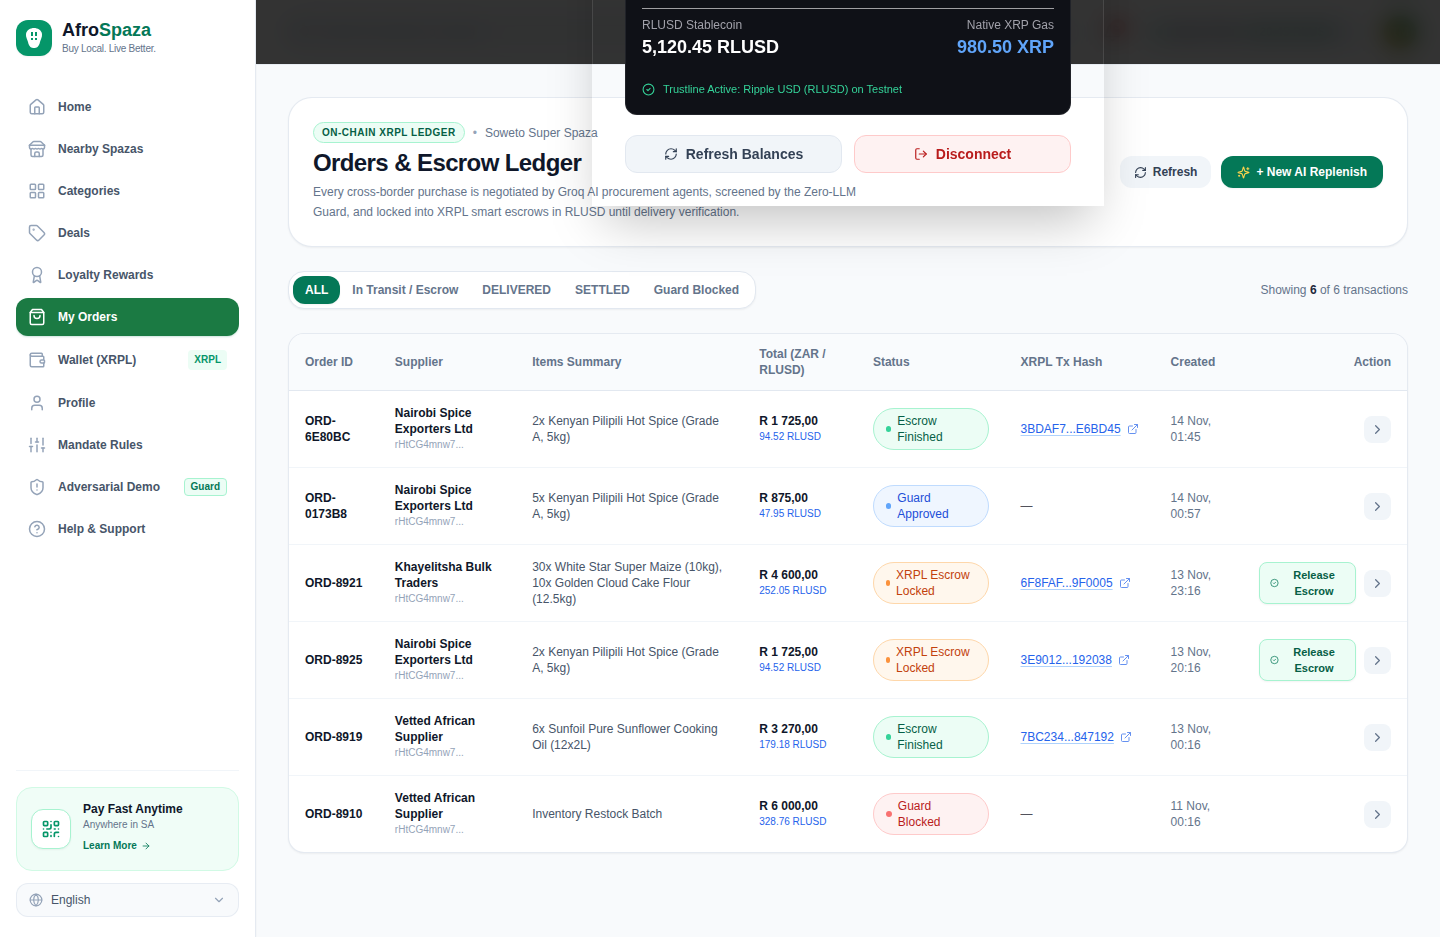 AfroSpaza
Buy Local. Live Better.
Home
Nearby Spazas
Categories
Deals
Loyalty Rewards
My Orders
Wallet (XRPL) XRPL
Profile
Mandate Rules
Adversarial Demo Guard
Help & Support
Pay Fast Anytime
Anywhere in SA
Learn More →
English
RLUSD Stablecoin Native XRP Gas
5,120.45 RLUSD 980.50 XRP
Trustline Active: Ripple USD (RLUSD) on Testnet
Refresh Balances Disconnect
ON-CHAIN XRPL LEDGER • Soweto Super Spaza
Orders & Escrow Ledger
Every cross-border purchase is negotiated by Groq AI procurement agents, screened by the Zero-LLM
Guard, and locked into XRPL smart escrows in RLUSD until delivery verification.
Refresh + New AI Replenish
ALL In Transit / Escrow DELIVERED SETTLED Guard Blocked
Showing 6 of 6 transactions
Order ID Supplier Items Summary Total (ZAR / RLUSD) Status XRPL Tx Hash Created Action
ORD-6E80BC Nairobi Spice Exporters Ltd rHtCG4mnw7... 2x Kenyan Pilipili Hot Spice (Grade A, 5kg) R 1 725,00 94.52 RLUSD Escrow Finished 3BDAF7...E6BD45 14 Nov, 01:45
ORD-0173B8 Nairobi Spice Exporters Ltd rHtCG4mnw7... 5x Kenyan Pilipili Hot Spice (Grade A, 5kg) R 875,00 47.95 RLUSD Guard Approved — 14 Nov, 00:57
ORD-8921 Khayelitsha Bulk Traders rHtCG4mnw7... 30x White Star Super Maize (10kg), 10x Golden Cloud Cake Flour (12.5kg) R 4 600,00 252.05 RLUSD XRPL Escrow Locked 6F8FAF...9F0005 13 Nov, 23:16 Release Escrow
ORD-8925 Nairobi Spice Exporters Ltd rHtCG4mnw7... 2x Kenyan Pilipili Hot Spice (Grade A, 5kg) R 1 725,00 94.52 RLUSD XRPL Escrow Locked 3E9012...192038 13 Nov, 20:16 Release Escrow
ORD-8919 Vetted African Supplier rHtCG4mnw7... 6x Sunfoil Pure Sunflower Cooking Oil (12x2L) R 3 270,00 179.18 RLUSD Escrow Finished 7BC234...847192 13 Nov, 00:16
ORD-8910 Vetted African Supplier rHtCG4mnw7... Inventory Restock Batch R 6 000,00 328.76 RLUSD Guard Blocked — 11 Nov, 00:16